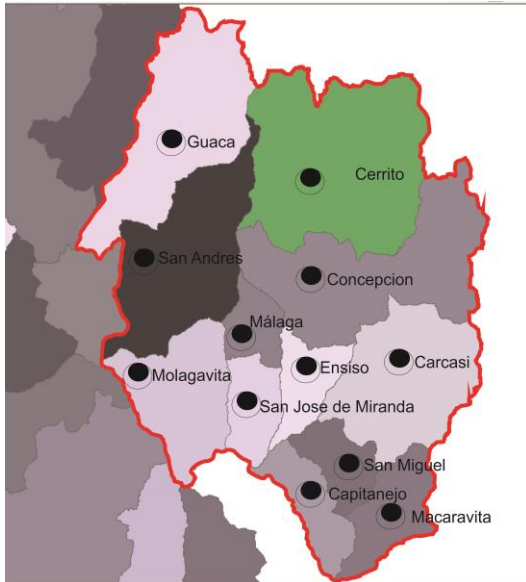 Guaca
Cerrito
San Andres
Concepcion
Málaga
Molagavita
Ensiso
Carcasi
San Jose de Miranda
San Miguel
Capitanejo
Macaravita